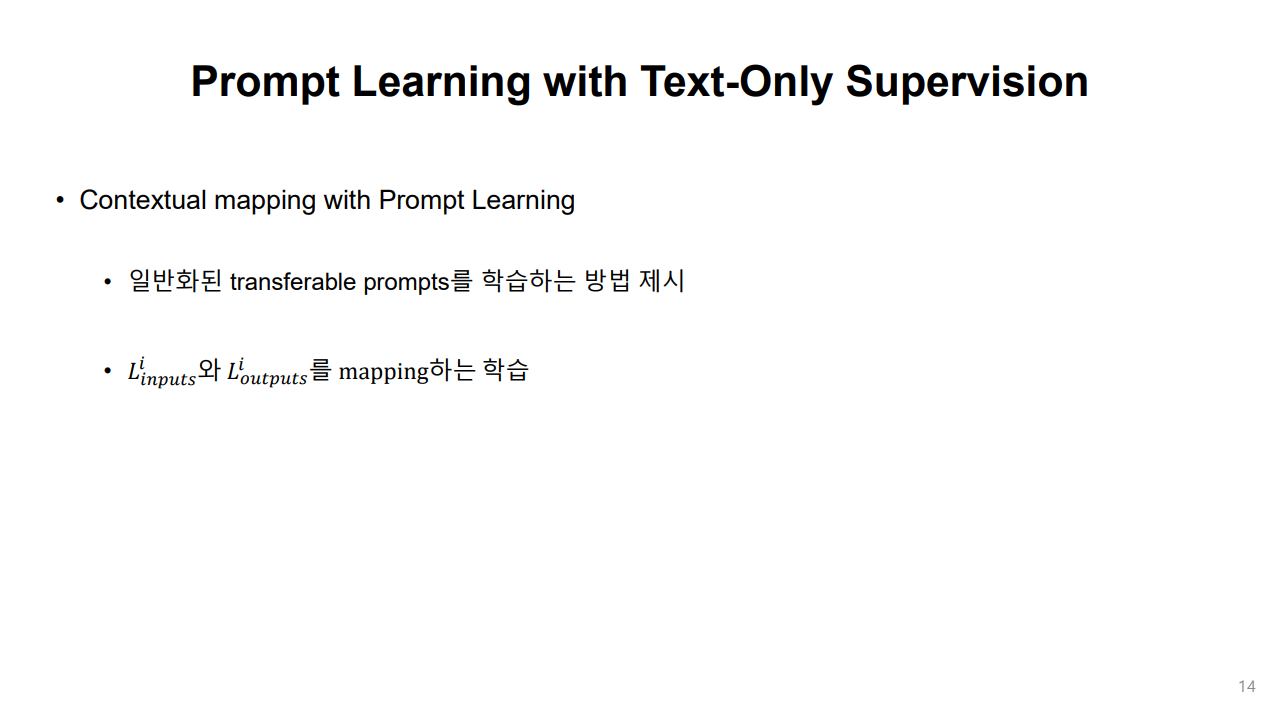 Prompt Learning with Text-Only Supervision
• Contextual mapping with Prompt Learning
• 일반화된 transferable prompts를 학습하는 방법 제시
• $L^{i}_{inputs}$와 $L^{i}_{outputs}$를 mapping하는 학습
14